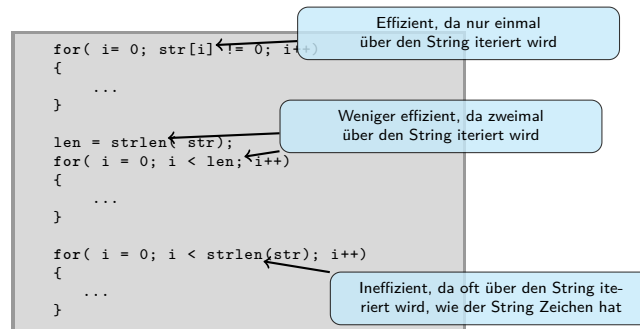 for( i= 0; str[i] != 0; i++)
{
...
}
Effizient, da nur einmal
über den String iteriert wird
len = strlen( str);
for( i = 0; i < len; i++)
{
...
}
Weniger effizient, da zweimal
über den String iteriert wird
for( i = 0; i < strlen(str); i++)
{
...
}
Ineffizient, da oft über den String ite-
riert wird, wie der String Zeichen hat